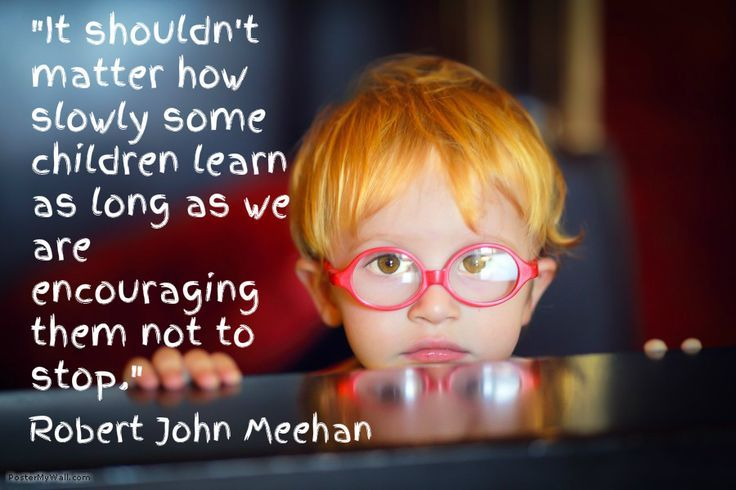 "It shouldn't
matter how
slowly some
children learn
as long as we
are
encouraging
them not to
stop."
Robert John Meehan
PosterMyWall.com